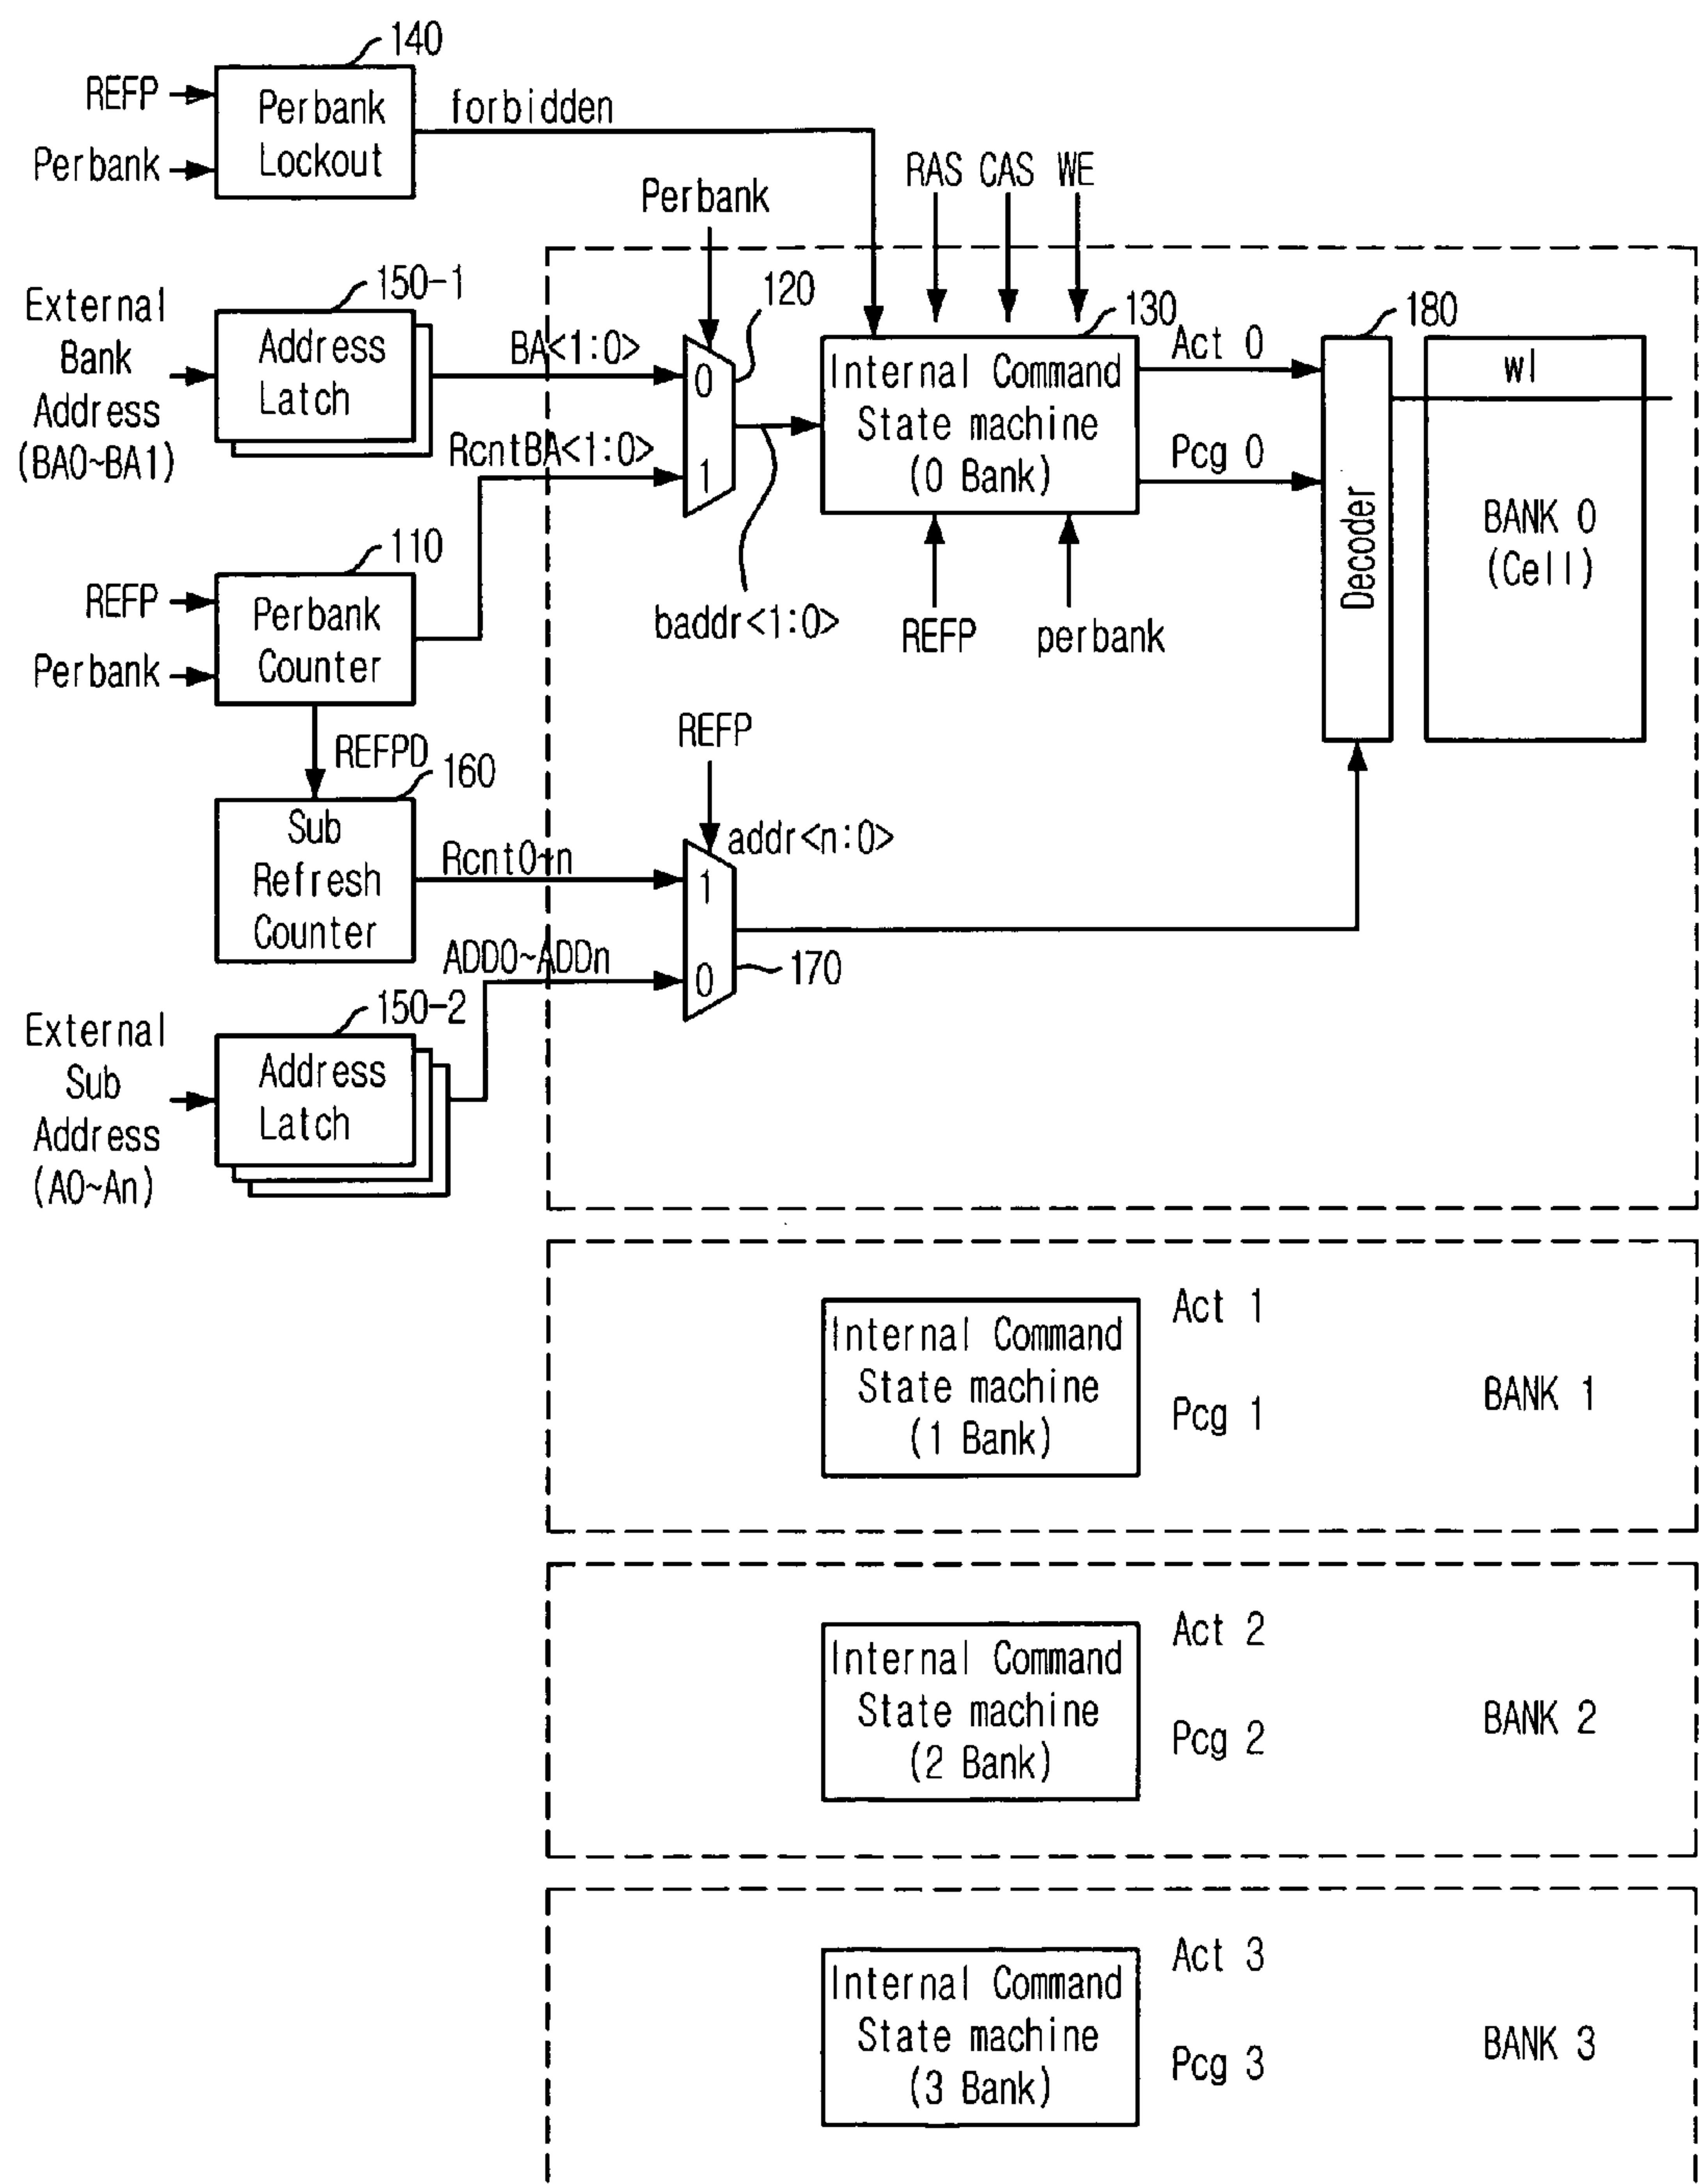 140
REFP
Perbank
Perbank
Lockout
forbidden
Perbank
RAS CAS WE
External
Bank
Address
(BA0~BA1)
150-1
Address
Latch
BA<1:0>
RcntBA<1:0>
120
0
1
baddr<1:0>
130
Internal Command
State machine
(0 Bank)
REFP
perbank
Act 0
Pcg 0
180
Decoder
wl
BANK 0
(Cell)
110
REFP
Perbank
Perbank
Counter
REFPD
160
Sub
Refresh
Counter
Rcnt0~n
REFP
addr<n:0>
1
0
170
ADD0~ADDn
External
Sub
Address
(A0~An)
150-2
Address
Latch
Internal Command
State machine
(1 Bank)
Act 1
Pcg 1
BANK 1
Internal Command
State machine
(2 Bank)
Act 2
Pcg 2
BANK 2
Internal Command
State machine
(3 Bank)
Act 3
Pcg 3
BANK 3